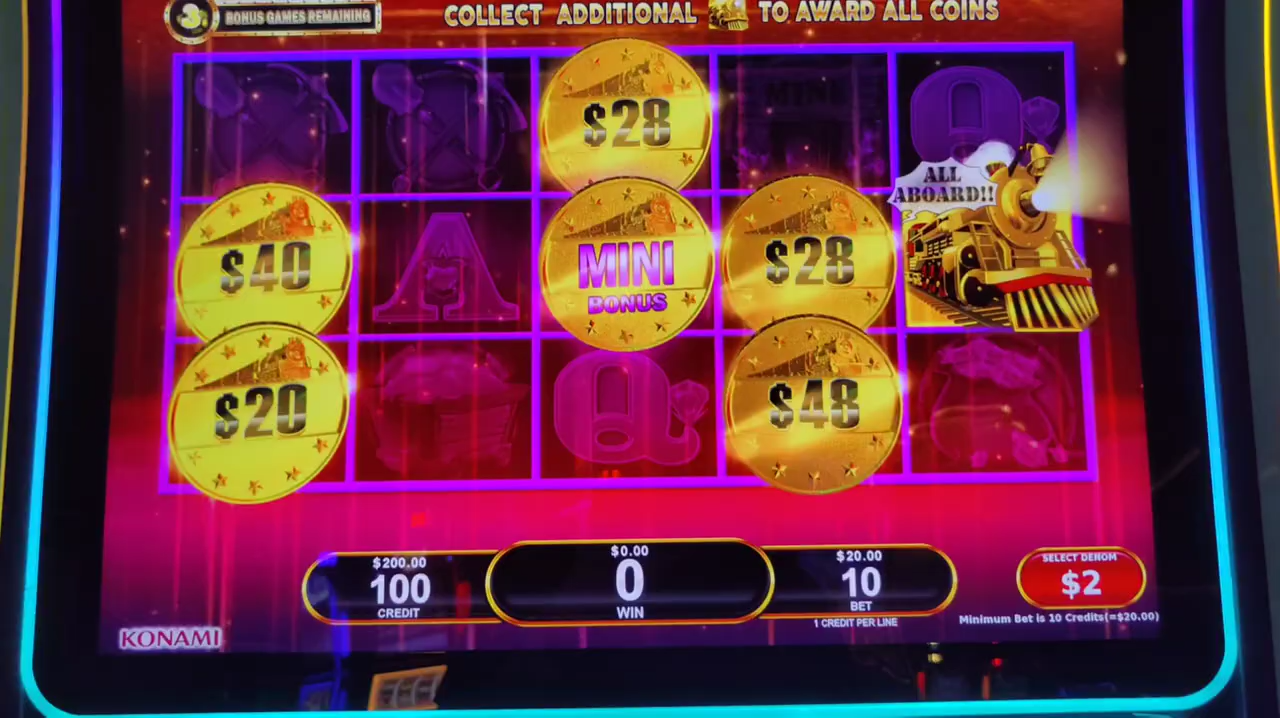 3
BONUS GAMES REMAINING
COLLECT ADDITIONAL TO AWARD ALL COINS
$28
MINE
Q
ALL
ABOARD!!
$40
A
MINI
BONUS
$28
$20
Q
$48
$200.00
100
CREDIT
$0.00
0
WIN
$20.00
10
BET
1 CREDIT PER LINE
SELECT DENOM
$2
Minimum Bet is 10 Credits(=$20.00)
KONAMI